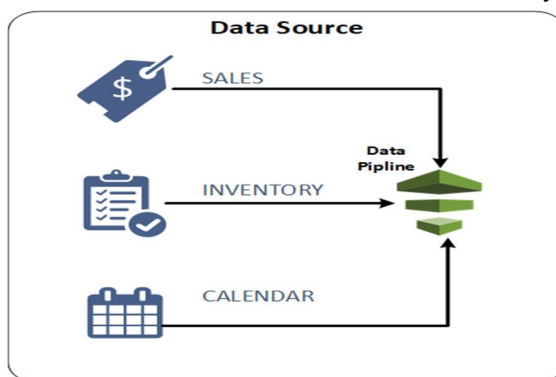 Data Source
$
SALES
Data
Pipline
INVENTORY
CALENDAR